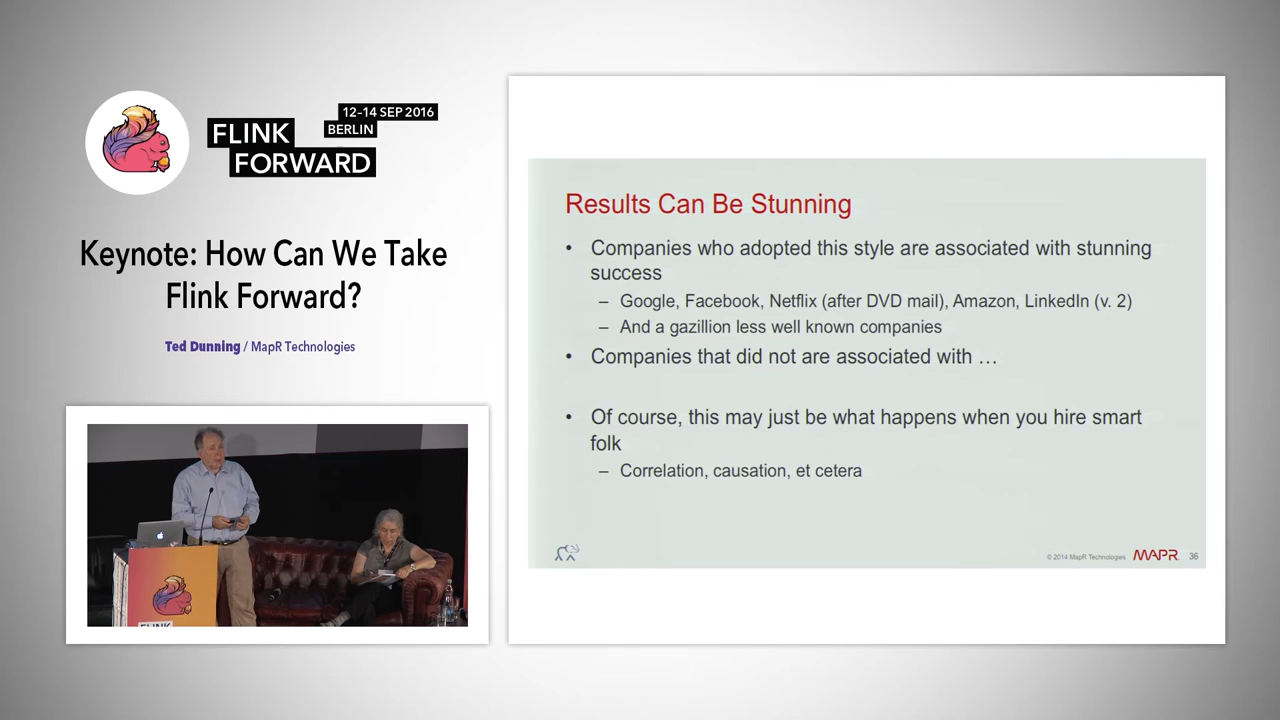 12–14 SEP 2016
BERLIN
FLINK
FORWARD
Keynote: How Can We Take
Flink Forward?
Ted Dunning / MapR Technologies
FLINK
Results Can Be Stunning
• Companies who adopted this style are associated with stunning
success
– Google, Facebook, Netflix (after DVD mail), Amazon, LinkedIn (v. 2)
– And a gazillion less well known companies
• Companies that did not are associated with …
• Of course, this may just be what happens when you hire smart
folk
– Correlation, causation, et cetera
© 2014 MapR Technologies MAPR 36